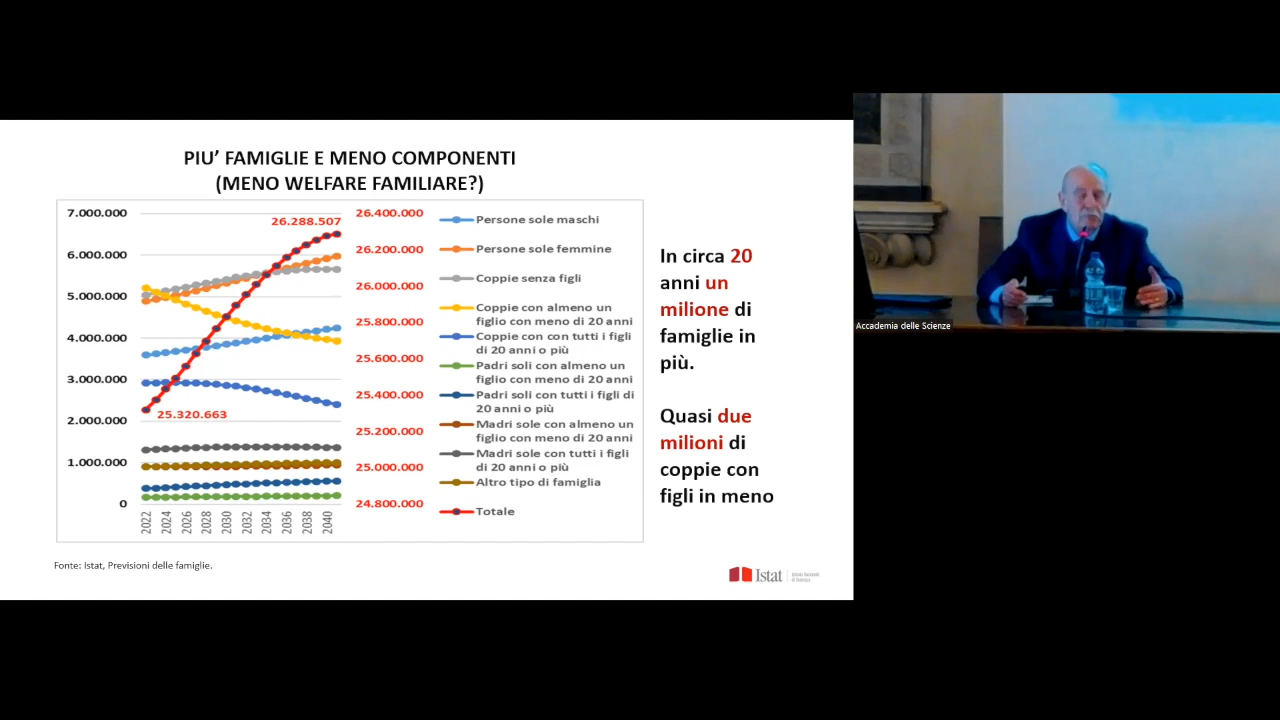 PIU’ FAMIGLIE E MENO COMPONENTI
(MENO WELFARE FAMILIARE?)
7.000.000
6.000.000
5.000.000
4.000.000
3.000.000
2.000.000
1.000.000
0
26.288.507
25.320.663
26.400.000
26.200.000
26.000.000
25.800.000
25.600.000
25.400.000
25.200.000
25.000.000
24.800.000
2022
2024
2026
2028
2030
2032
2034
2036
2038
2040
Persone sole maschi
Persone sole femmine
Coppie senza figli
Coppie con almeno un
figlio con meno di 20 anni
Coppie con con tutti i figli
di 20 anni o più
Padri soli con almeno un
figlio con meno di 20 anni
Padri soli con tutti i figli di
20 anni o più
Madri sole con almeno un
figlio con meno di 20 anni
Madri sole con tutti i figli
di 20 anni o più
Altro tipo di famiglia
Totale
In circa 20
anni un
milione di
famiglie in
più.
Quasi due
milioni di
coppie con
figli in meno
Fonte: Istat, Previsioni delle famiglie.
Istat
Accademia delle Scienze